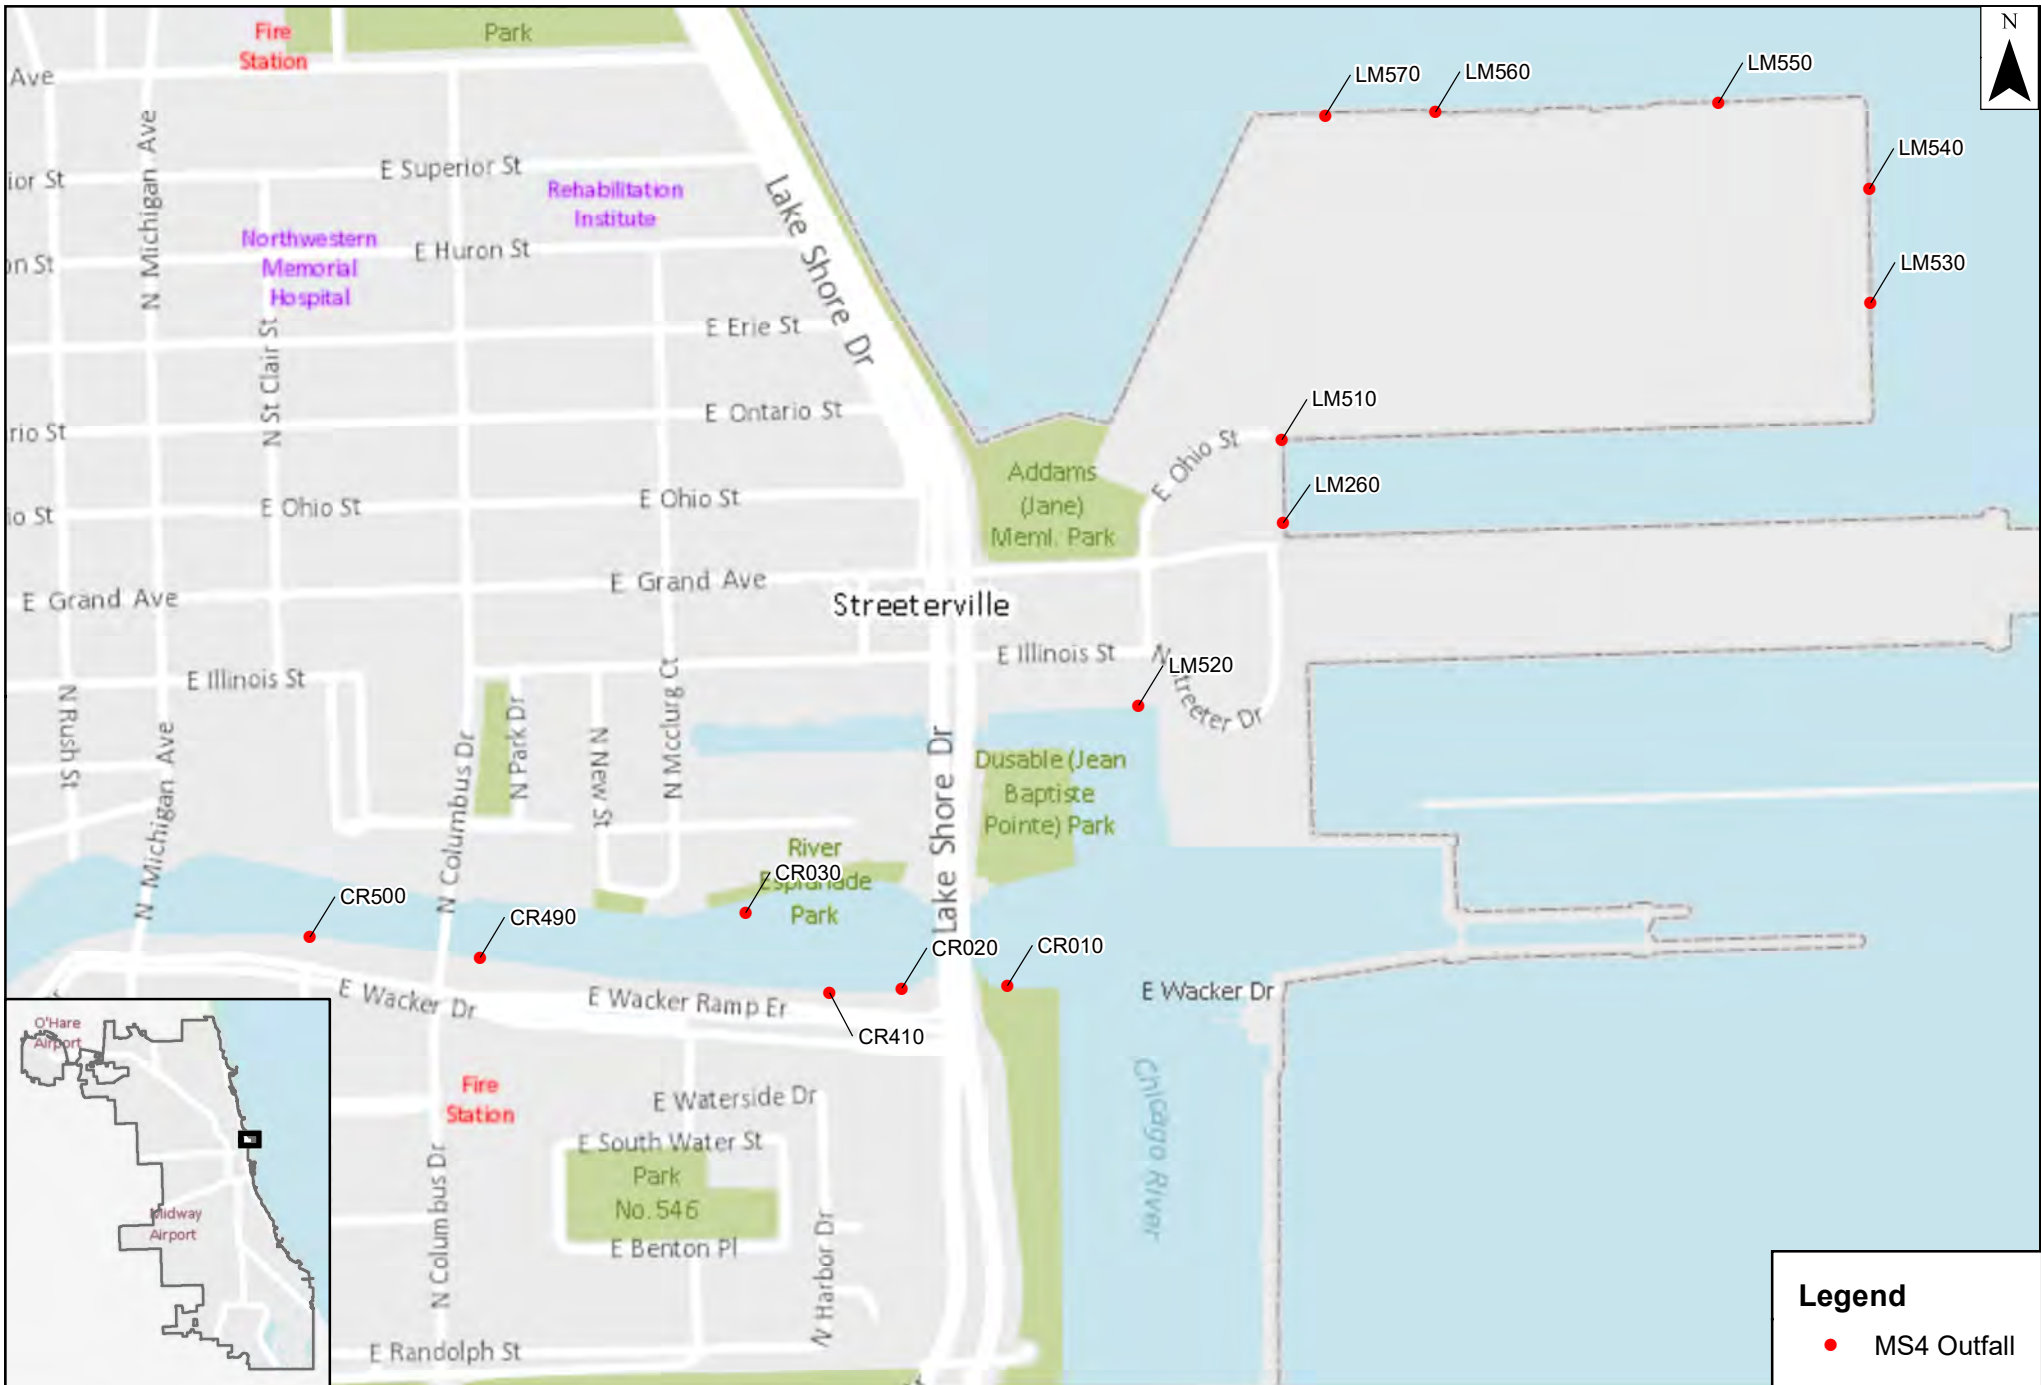 Fire
Station
Park
N
Ave
LM570
LM560
LM550
N Michigan Ave
E Superior St
ior St
Rehabilitation
Institute
Lake Shore Dr
LM540
Northwestern
Memorial
Hospital
E Huron St
on St
LM530
N St Clair St
E Erie St
E Ontario St
rio St
LM510
E Ohio St
Addams
(Jane)
Meml. Park
LM260
E Ohio St
E Ohio St
io St
E Grand Ave
E Grand Ave
Streeterville
E Illinois St
N Streeter Dr
LM520
E Illinois St
N Rush St
N Michigan Ave
N Columbus Dr
N Park Dr
N New St
N Mcclurg Ct
Lake Shore Dr
Dusable (Jean
Baptiste
Pointe) Park
River
Esplanade
Park
CR030
CR500
CR490
CR020
CR010
CR410
E Wacker Dr
E Wacker Ramp Er
E Wacker Dr
Chicago River
O'Hare
Airport
Midway
Airport
Fire
Station
E Waterside Dr
E South Water St
Park
No. 546
E Benton Pl
N Columbus Dr
N Harbor Dr
E Randolph St
Legend
MS4 Outfall